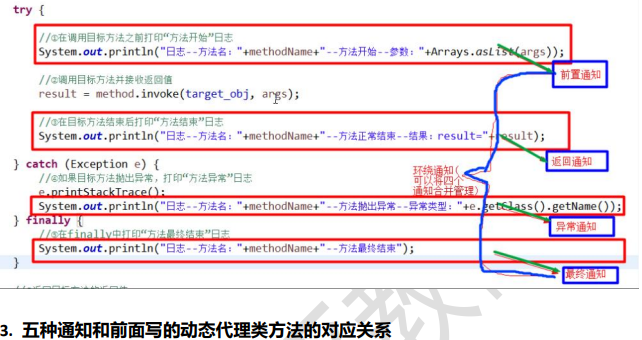 try {
//①在调用目标方法之前打印“方法开始”日志
System.out.println("日志--方法名："+methodName+"--方法开始--参数："+Arrays.asList(args));
前置通知
//②调用目标方法并接收返回值
result = method.invoke(target_obj, args);
//③在目标方法结束后打印“方法结束”日志
System.out.println("日志--方法名："+methodName+"--方法正常结束--结果：result="+result);
返回通知
环绕通知(
可以将四个
通知合并管理)
} catch (Exception e) {
//④如果目标方法抛出异常，打印“方法异常”日志
e.printStackTrace();
System.out.println("日志--方法名："+methodName+"--方法抛出异常--异常类型："+e.getClass().getName());
异常通知
} finally {
//⑤在finally中打印“方法最终结束”日志
System.out.println("日志--方法名："+methodName+"--方法最终结束");
最终通知
}
3. 五种通知和前面写的动态代理类方法的对应关系